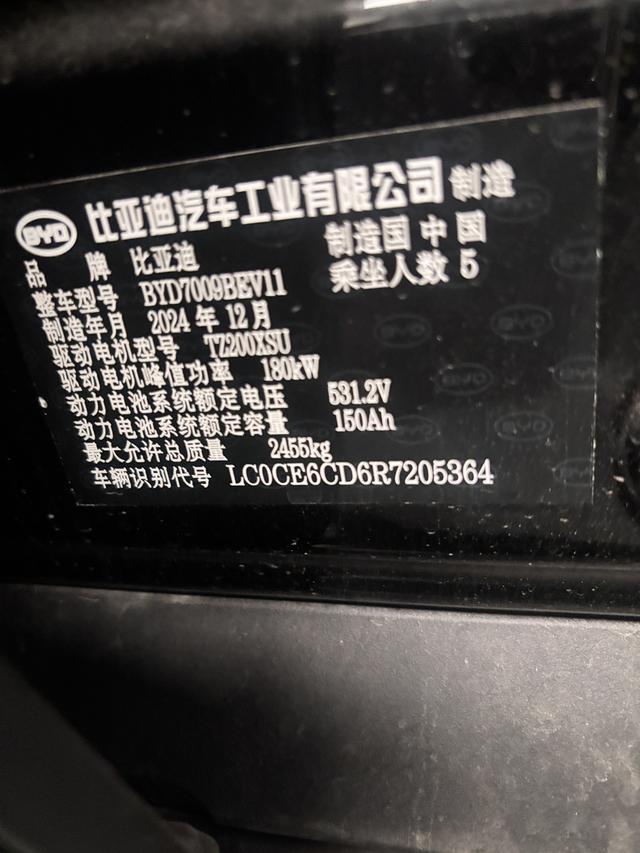 BYD 比亚迪汽车工业有限公司 制造
制造国 中国
品牌 比亚迪
乘坐人数 5
整车型号 BYD7009BEV11
制造年月 2024 年 12 月
驱动电机型号 TZ200XSU
驱动电机峰值功率 180kW
动力电池系统额定电压 531.2V
动力电池系统额定容量 150Ah
最大允许总质量 2455kg
车辆识别代号 LC0CE6CD6R7205364